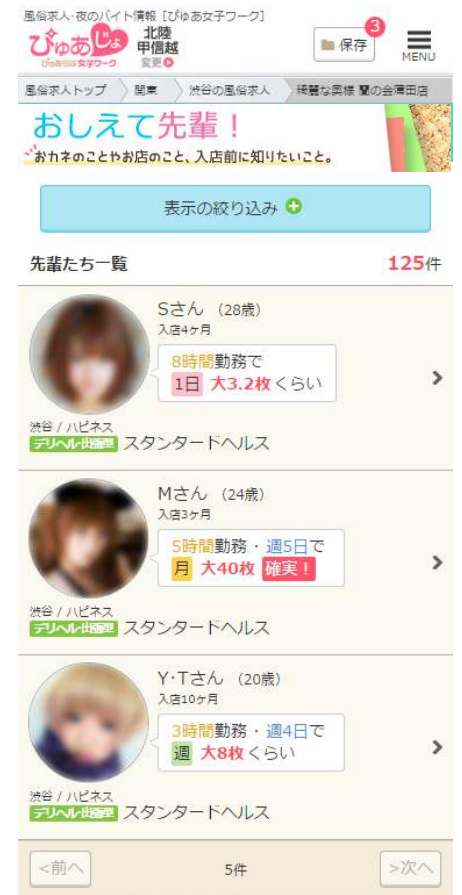 風俗求人・夜のバイト情報[ぴゅあ女子ワーク]
ぴゅあじょ
ぴゅあらば女子ワーク
北陸
甲信越
変更
保存
3
MENU
風俗求人トップ
関東
渋谷の風俗求人
綺麗な奥様 蘭の会蒲田店
おしえて先輩！
おカネのことやお店のこと、入店前に知りたいこと。
表示の絞り込み
先輩たち一覧
125件
Sさん （28歳）
入店4ヶ月
8時間勤務で
1日 大3.2枚くらい
渋谷 / ハピネス
デリヘル・出張型 スタンタードヘルス
Mさん （24歳）
入店3ヶ月
5時間勤務・週5日で
月 大40枚 確実！
渋谷 / ハピネス
デリヘル・出張型 スタンタードヘルス
Y･Tさん （20歳）
入店10ヶ月
3時間勤務・週4日で
週 大8枚くらい
渋谷 / ハピネス
デリヘル・出張型 スタンタードヘルス
<前へ
5件
>次へ